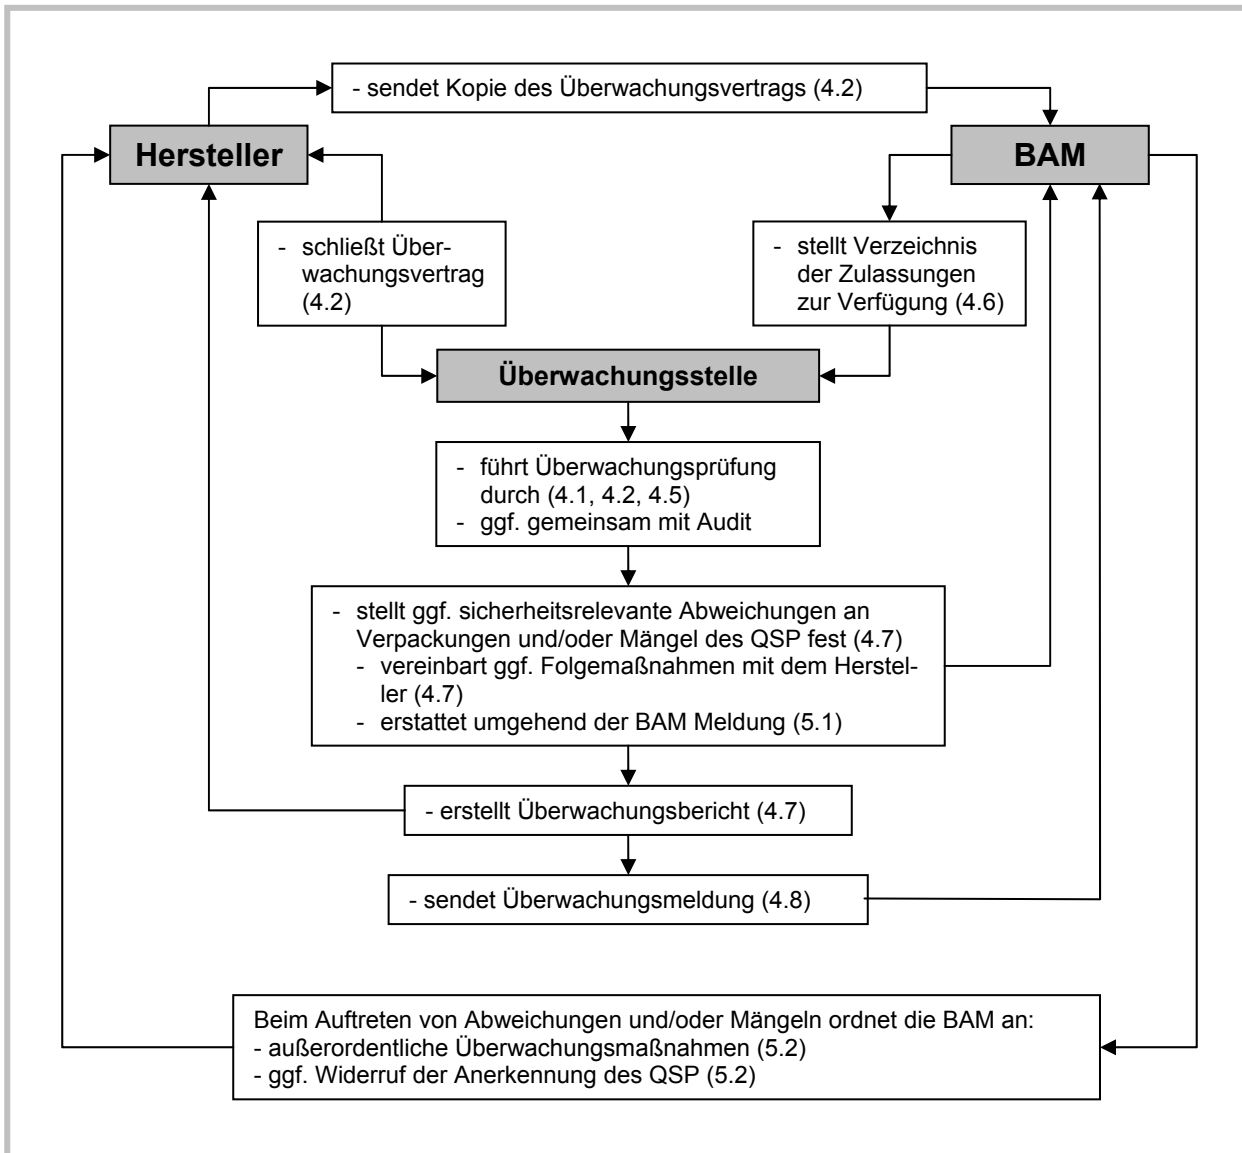 - sendet Kopie des Überwachungsvertrags (4.2)
Hersteller
BAM
- schließt Über-
wachungsvertrag
(4.2)
- stellt Verzeichnis
der Zulassungen
zur Verfügung (4.6)
Überwachungsstelle
- führt Überwachungsprüfung
durch (4.1, 4.2, 4.5)
- ggf. gemeinsam mit Audit
- stellt ggf. sicherheitsrelevante Abweichungen an
Verpackungen und/oder Mängel des QSP fest (4.7)
- vereinbart ggf. Folgemaßnahmen mit dem Herstel-
ler (4.7)
- erstattet umgehend der BAM Meldung (5.1)
- erstellt Überwachungsbericht (4.7)
- sendet Überwachungsmeldung (4.8)
Beim Auftreten von Abweichungen und/oder Mängeln ordnet die BAM an:
- außerordentliche Überwachungsmaßnahmen (5.2)
- ggf. Widerruf der Anerkennung des QSP (5.2)